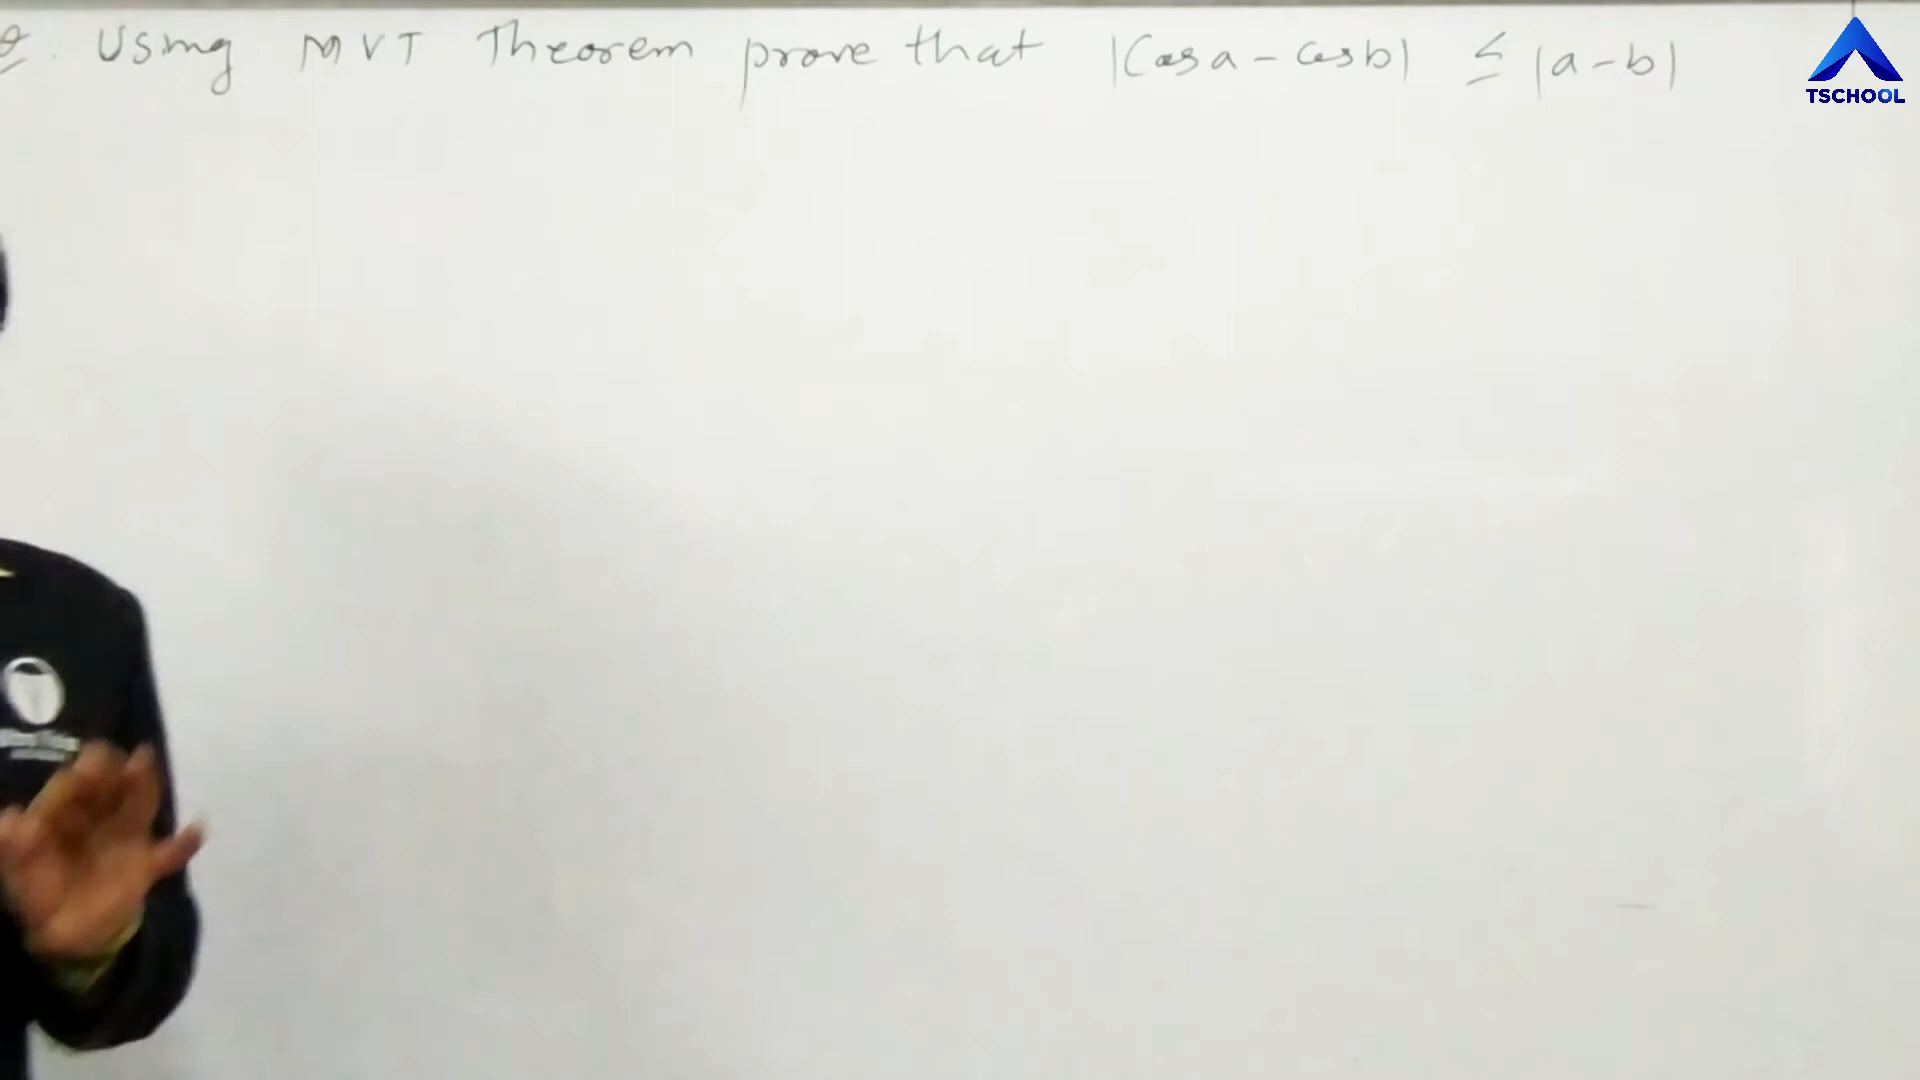 Q. Using MVT Theorem prove that |Cos a - Cos b| ≤ |a - b|
TSCHOOL